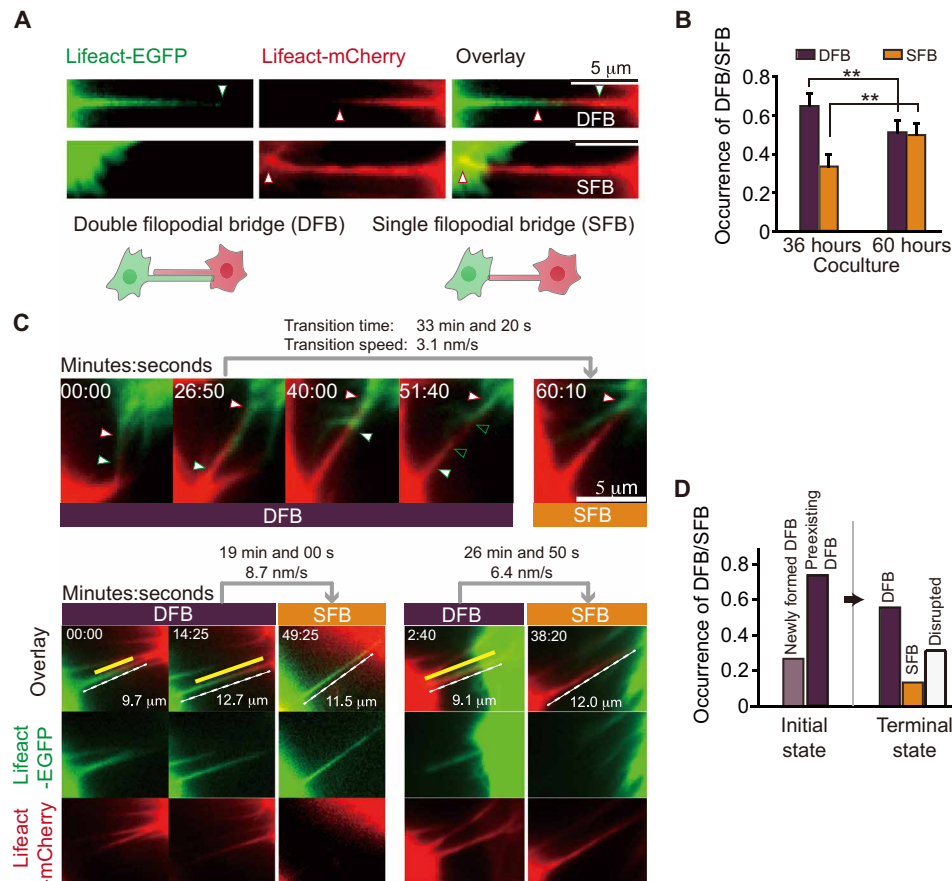 A
Lifeact-EGFP
Lifeact-mCherry
Overlay
5 μm
DFB
SFB
Double filopodial bridge (DFB)
Single filopodial bridge (SFB)
B
DFB
SFB
Occurrence of DFB/SFB
0.8
0.6
0.4
0.2
0
**
**
36 hours
60 hours
Coculture
C
Transition time: 33 min and 20 s
Transition speed: 3.1 nm/s
Minutes:seconds
00:00
26:50
40:00
51:40
60:10
5 μm
DFB
SFB
19 min and 00 s
8.7 nm/s
26 min and 50 s
6.4 nm/s
Minutes:seconds
DFB
SFB
DFB
SFB
Overlay
00:00
14:25
49:25
2:40
38:20
9.7 μm
12.7 μm
11.5 μm
9.1 μm
12.0 μm
Lifeact
-EGFP
Lifeact
-mCherry
D
Occurrence of DFB/SFB
0.8
0.6
0.4
0.2
0
Newly formed DFB
Preexisting
DFB
DFB
SFB
Disrupted
Initial
state
Terminal
state